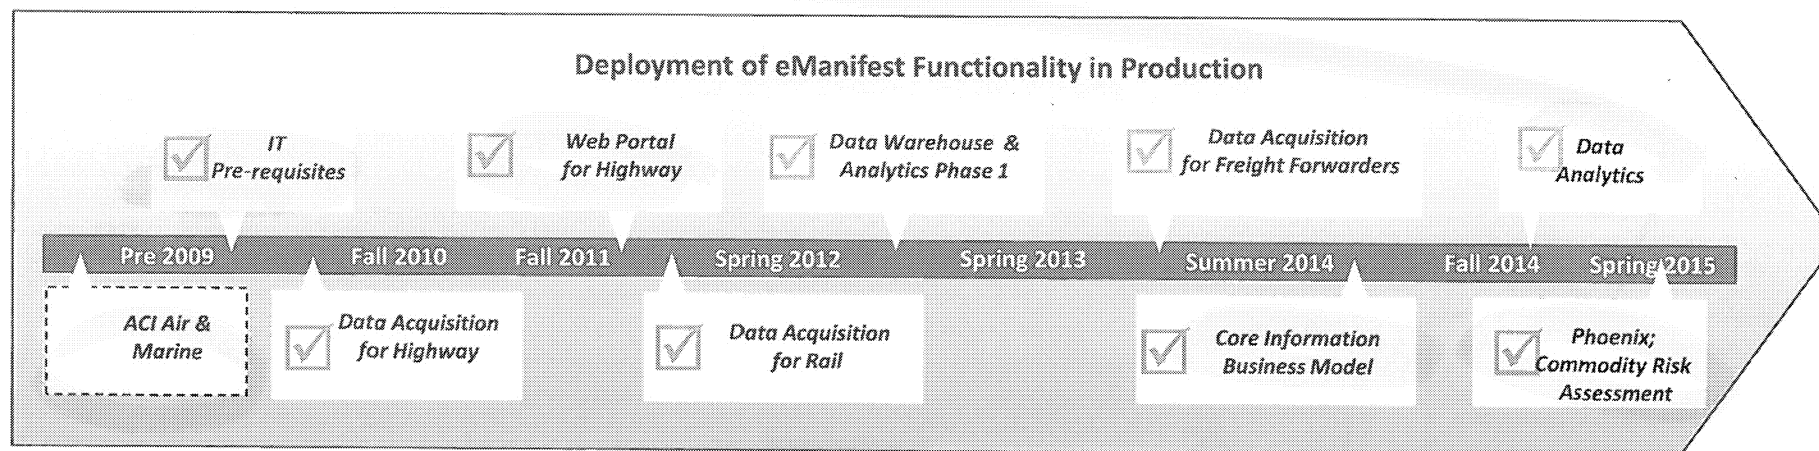 Deployment of eManifest Functionality in Production
IT
Pre-requisites
Web Portal
for Highway
Data Warehouse &
Analytics Phase 1
Data Acquisition
for Freight Forwarders
Data
Analytics
Pre 2009
Fall 2010
Fall 2011
Spring 2012
Spring 2013
Summer 2014
Fall 2014
Spring 2015
ACI Air &
Marine
Data Acquisition
for Highway
Data Acquisition
for Rail
Core Information
Business Model
Phoenix;
Commodity Risk
Assessment